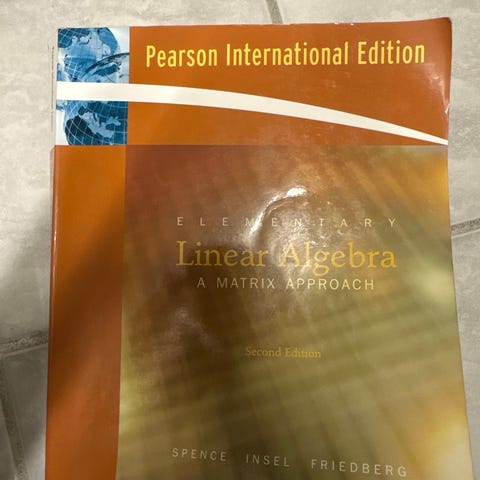 Pearson International Edition
ELEMENTARY
Linear Algebra
A MATRIX APPROACH
Second Edition
SPENCE INSEL FRIEDBERG